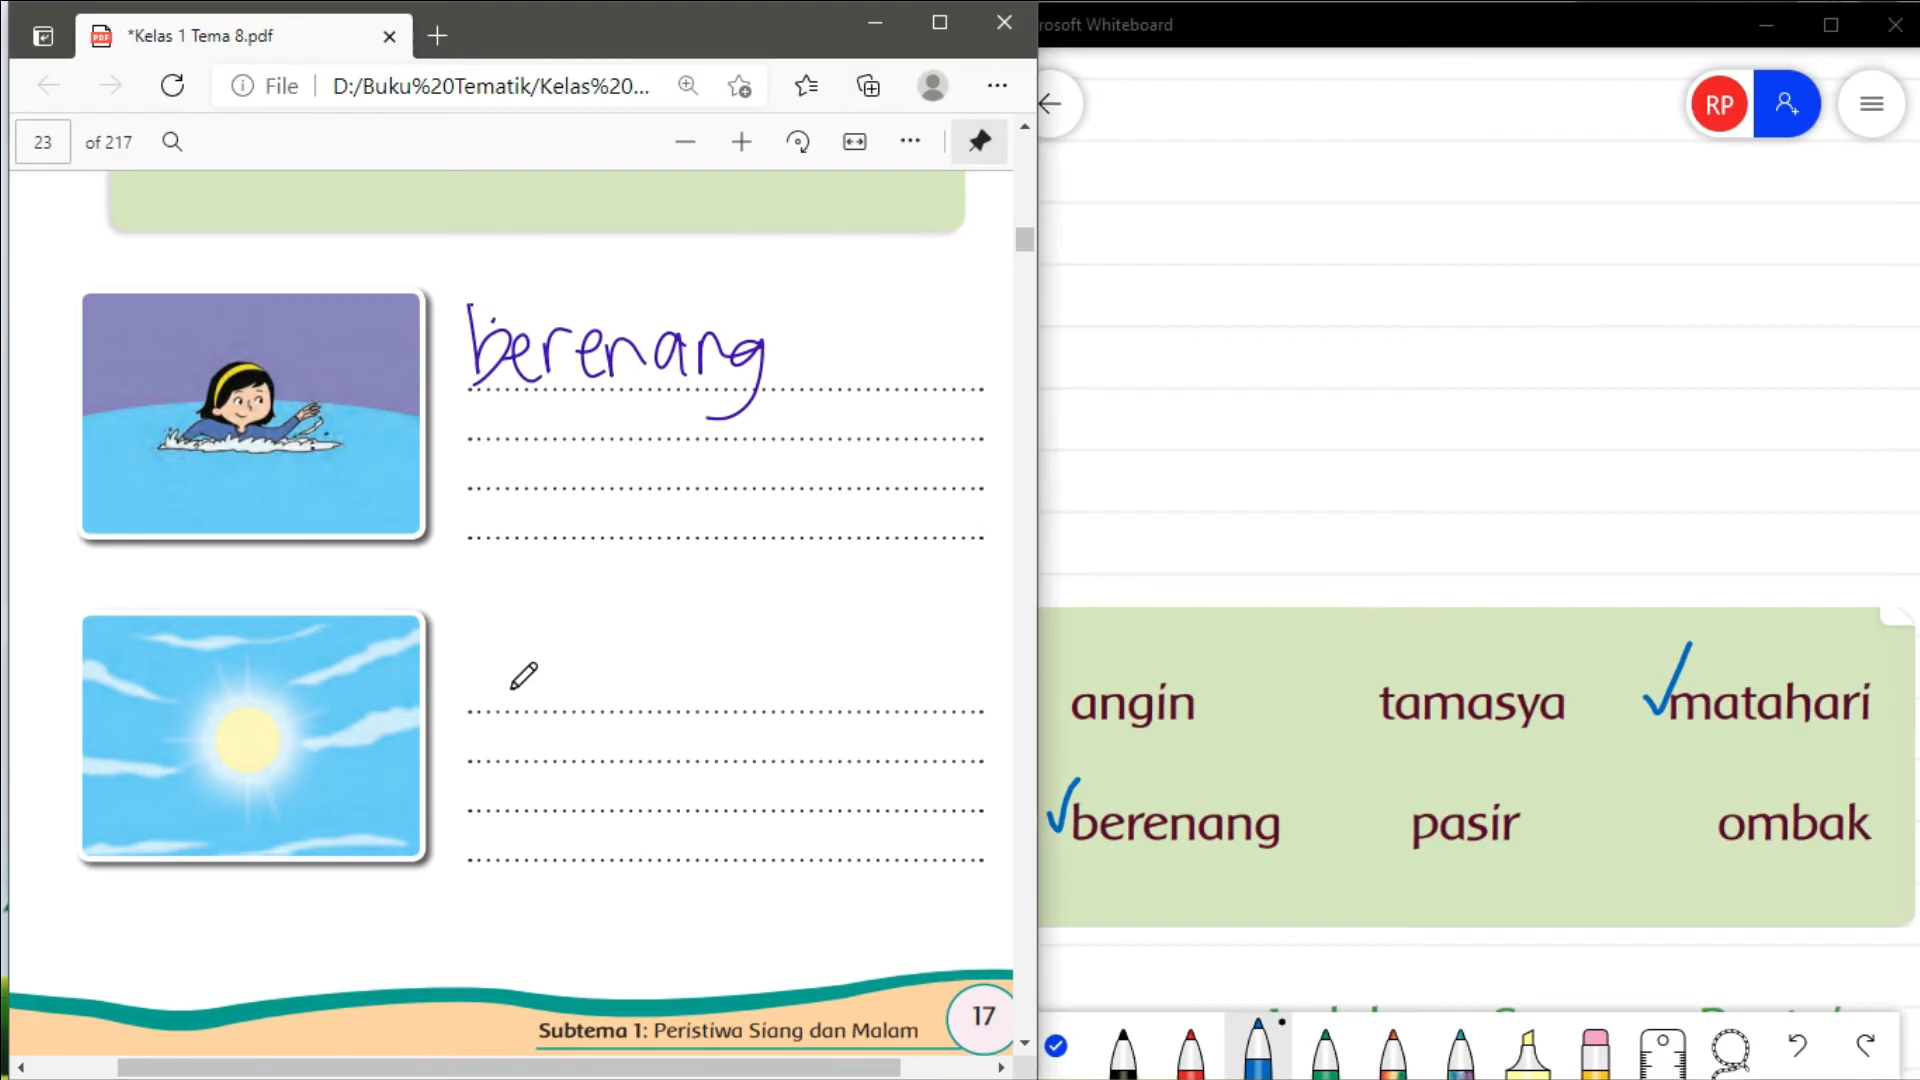 *Kelas 1 Tema 8.pdf
rosoft Whiteboard
File
D:/Buku%20Tematik/Kelas%20...
RP
23 of 217
berenang
angin tamasya matahari
berenang pasir ombak
17
Subtema 1: Peristiwa Siang dan Malam